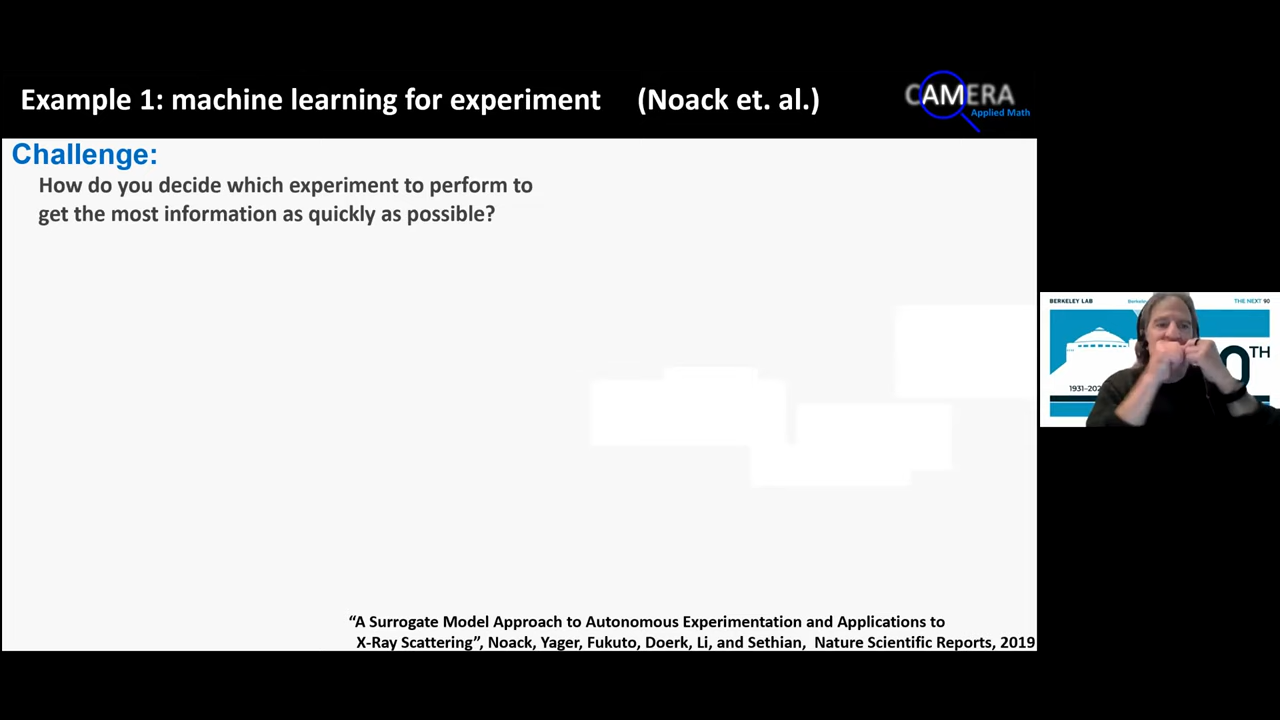 Example 1: machine learning for experiment (Noack et. al.)
CAMERA
Applied Math
Challenge:
How do you decide which experiment to perform to
get the most information as quickly as possible?
BERKELEY LAB
THE NEXT 90
TH
“A Surrogate Model Approach to Autonomous Experimentation and Applications to
X-Ray Scattering”, Noack, Yager, Fukuto, Doerk, Li, and Sethian, Nature Scientific Reports, 2019